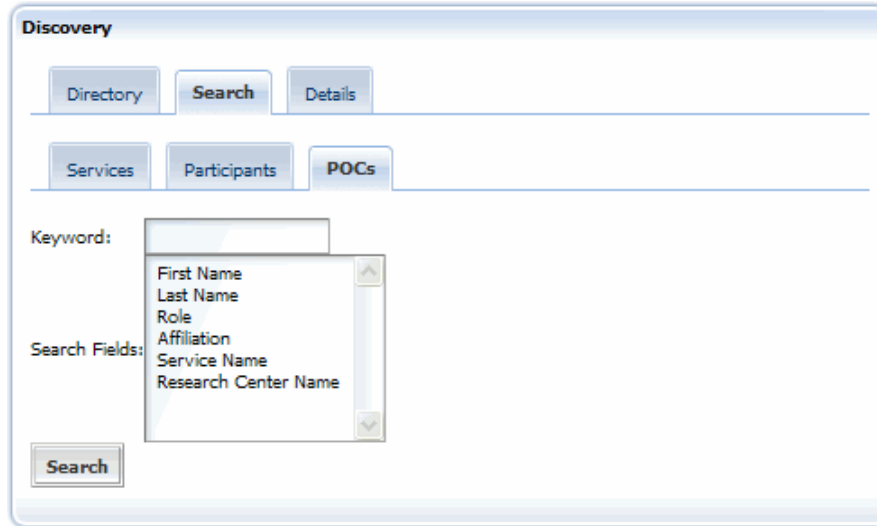 Discovery
Directory Search Details
Services Participants POCs
Keyword:
First Name
Last Name
Role
Affiliation
Search Fields:
Service Name
Research Center Name
Search